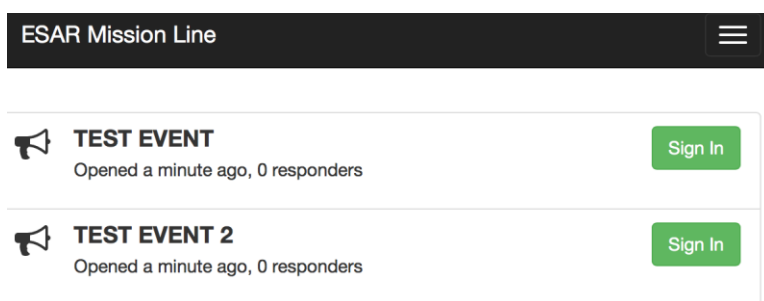 ESAR Mission Line
TEST EVENT
Opened a minute ago, 0 responders
Sign In
TEST EVENT 2
Opened a minute ago, 0 responders
Sign In